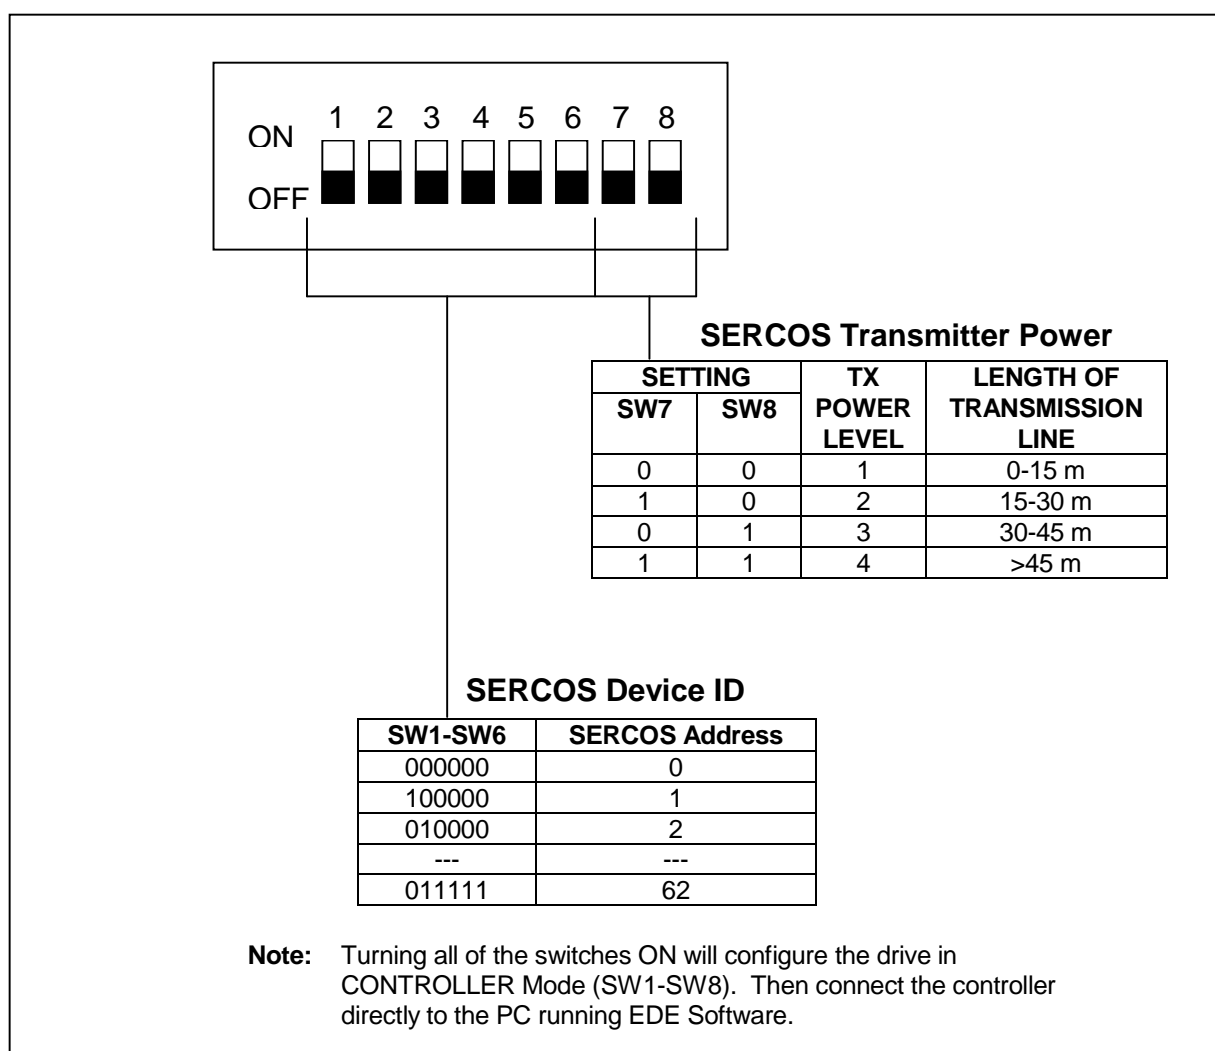 1 2 3 4 5 6 7 8
ON
OFF
SERCOS Transmitter Power
SETTING TX LENGTH OF
SW7 SW8 POWER TRANSMISSION
LEVEL LINE
0 0 1 0-15 m
1 0 2 15-30 m
0 1 3 30-45 m
1 1 4 >45 m
SERCOS Device ID
SW1-SW6 SERCOS Address
000000 0
100000 1
010000 2
--- ---
011111 62
Note: Turning all of the switches ON will configure the drive in
CONTROLLER Mode (SW1-SW8). Then connect the controller
directly to the PC running EDE Software.